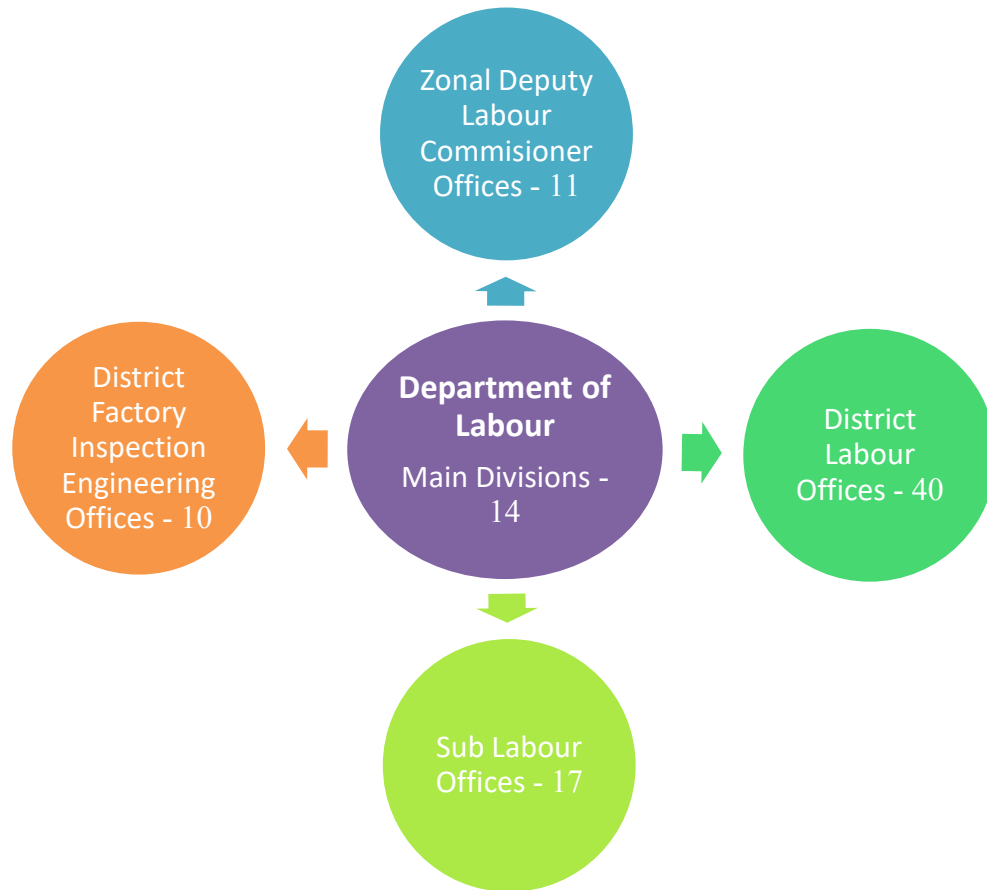 Zonal Deputy
Labour
Commisioner
Offices - 11
District
Factory
Inspection
Engineering
Offices - 10
Department of
Labour
Main Divisions -
14
District
Labour
Offices - 40
Sub Labour
Offices - 17